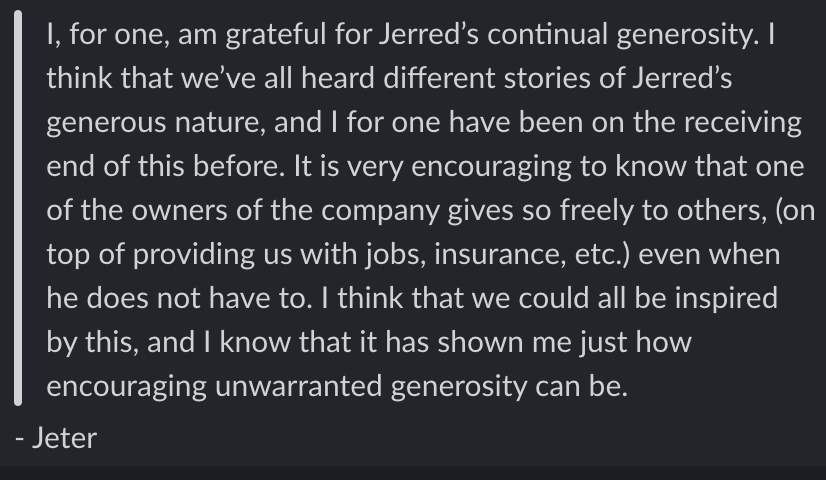 I, for one, am grateful for Jerred’s continual generosity. I
think that we’ve all heard different stories of Jerred’s
generous nature, and I for one have been on the receiving
end of this before. It is very encouraging to know that one
of the owners of the company gives so freely to others, (on
top of providing us with jobs, insurance, etc.) even when
he does not have to. I think that we could all be inspired
by this, and I know that it has shown me just how
encouraging unwarranted generosity can be.
- Jeter